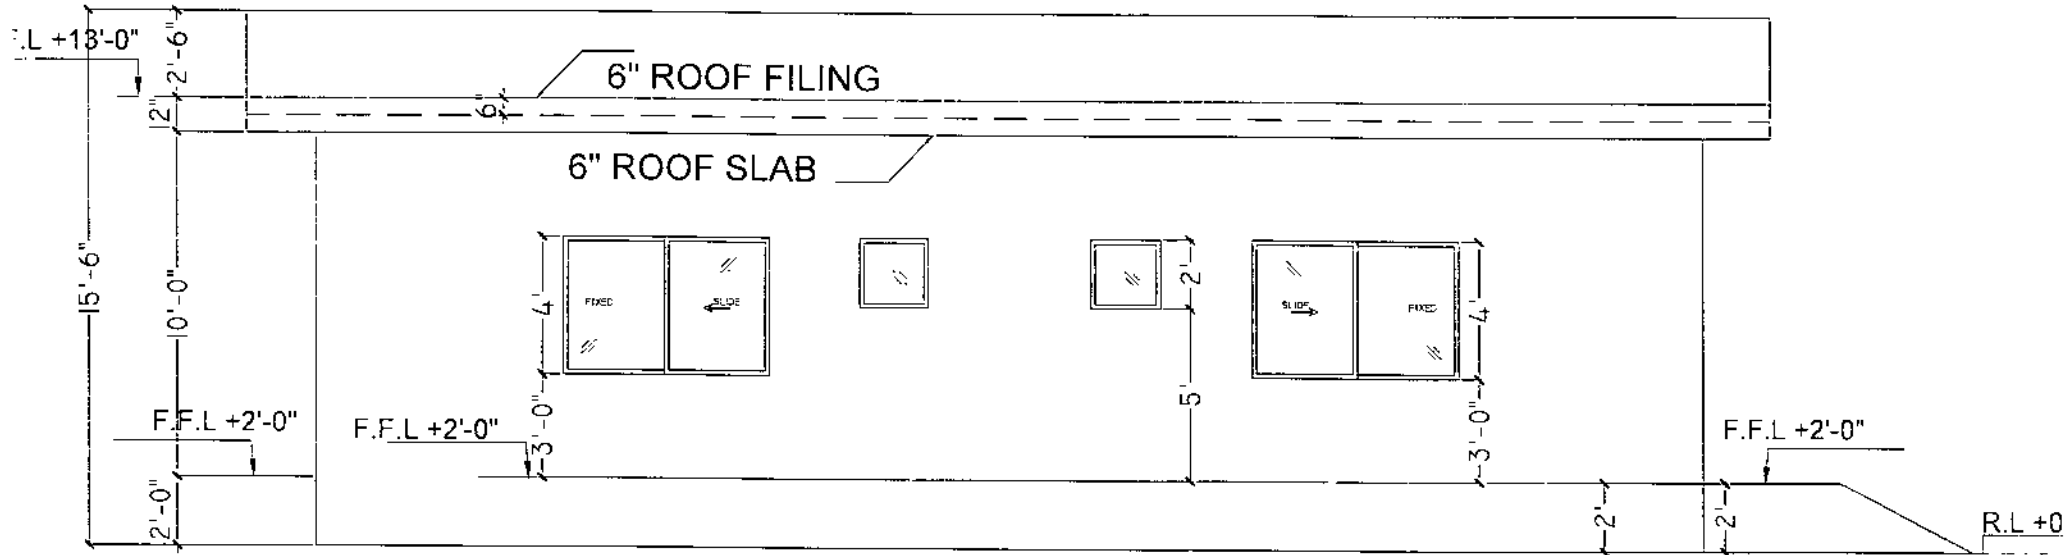 2'-6"
F.L +13'-0"
6" ROOF FILING
6"
12"
6" ROOF SLAB
15'-6"
10'-0"
4'
FIXED
SLIDE
2'-
SLIDE
FIXED
4'
5'
3'-0"
F.F.L +2'-0"
F.F.L +2'-0"
3'-0"
F.F.L +2'-0"
2'-0"
2'-
2'-
R.L +0